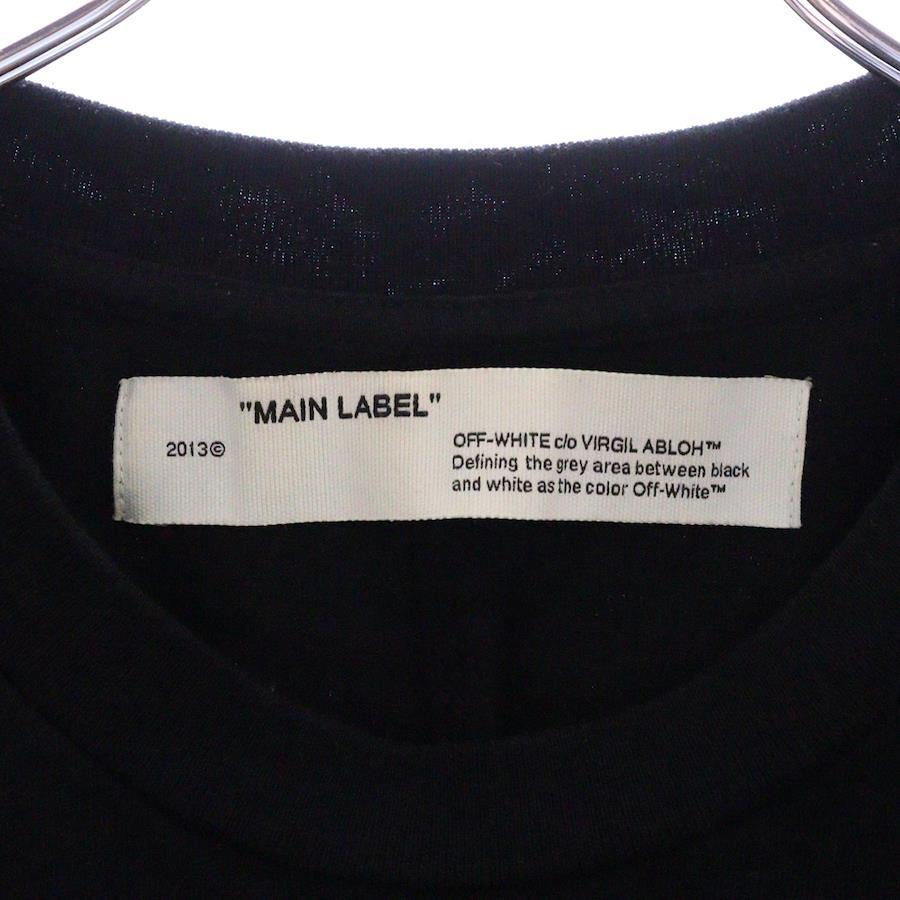 "MAIN LABEL"
2013©
OFF-WHITE c/o VIRGIL ABLOH™
Defining the grey area between black
and white as the color Off-White™